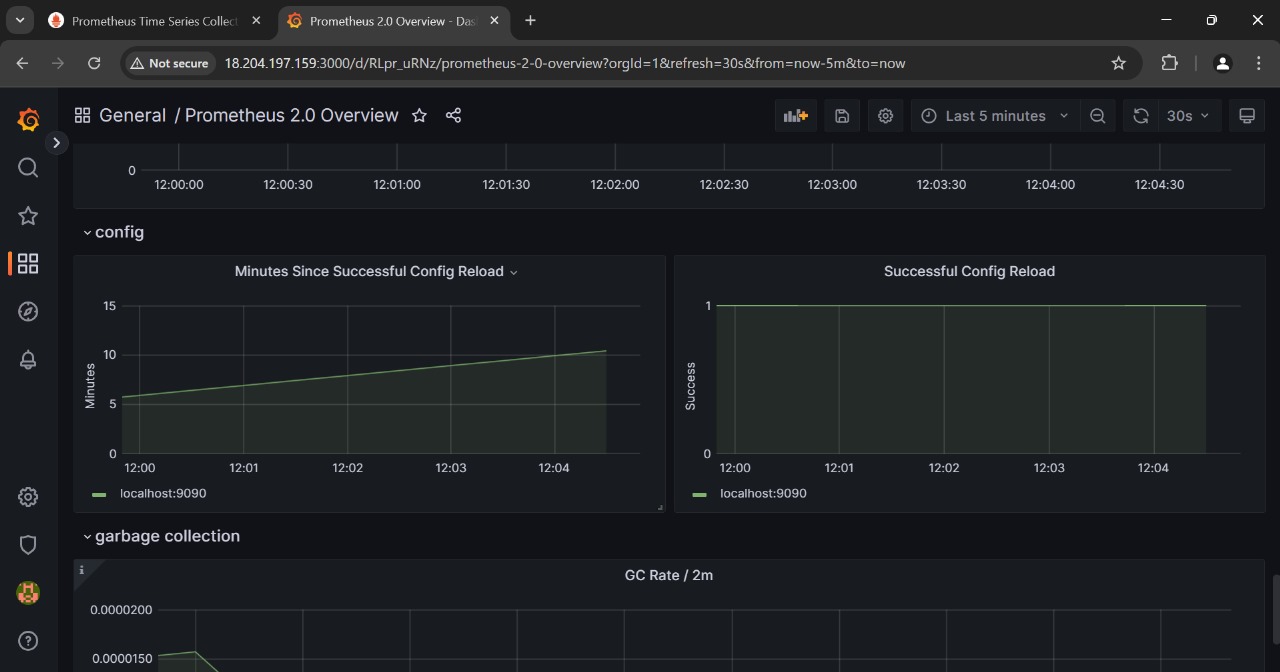 Prometheus Time Series Collect
Prometheus 2.0 Overview - Das
Not secure
18.204.197.159:3000/d/RLpr_uRNz/prometheus-2-0-overview?orgId=1&refresh=30s&from=now-5m&to=now
General / Prometheus 2.0 Overview
Last 5 minutes
30s
0
12:00:00 12:00:30 12:01:00 12:01:30 12:02:00 12:02:30 12:03:00 12:03:30 12:04:00 12:04:30
config
Minutes Since Successful Config Reload
15
10
5
0
Minutes
12:00 12:01 12:02 12:03 12:04
localhost:9090
Successful Config Reload
1
0
Success
12:00 12:01 12:02 12:03 12:04
localhost:9090
garbage collection
i
GC Rate / 2m
0.0000200
0.0000150